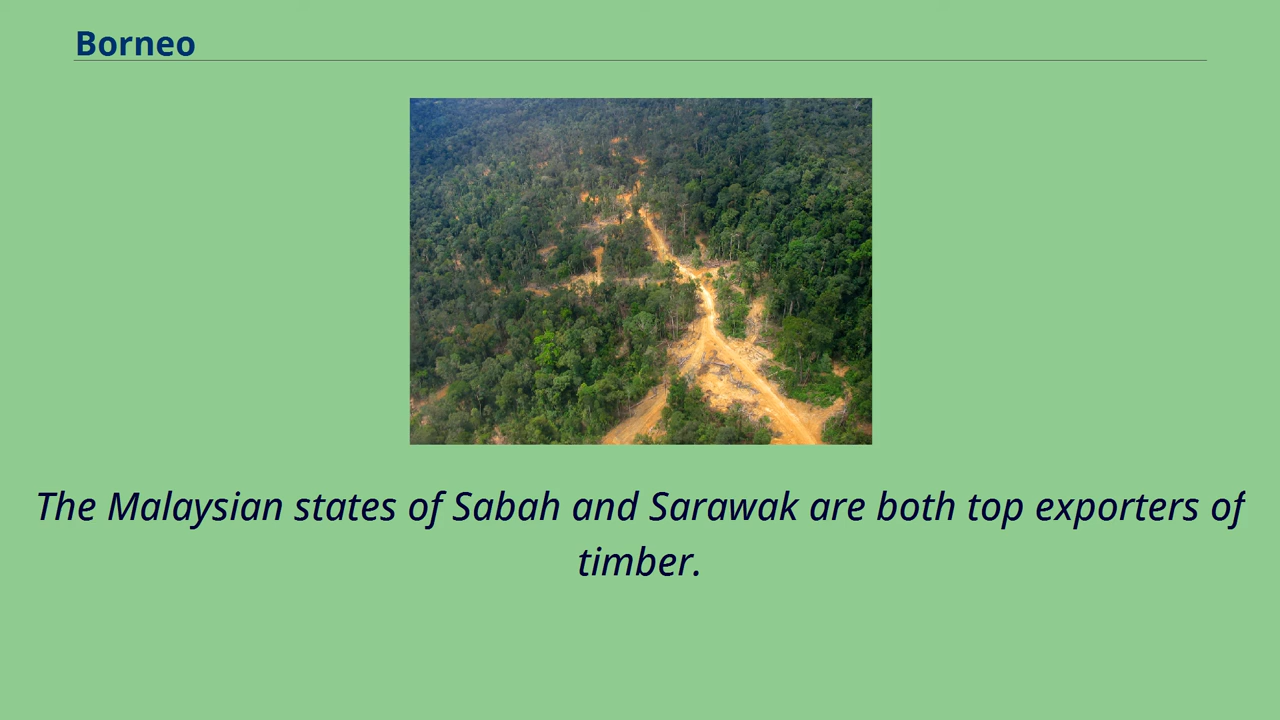 Borneo
The Malaysian states of Sabah and Sarawak are both top exporters of
timber.